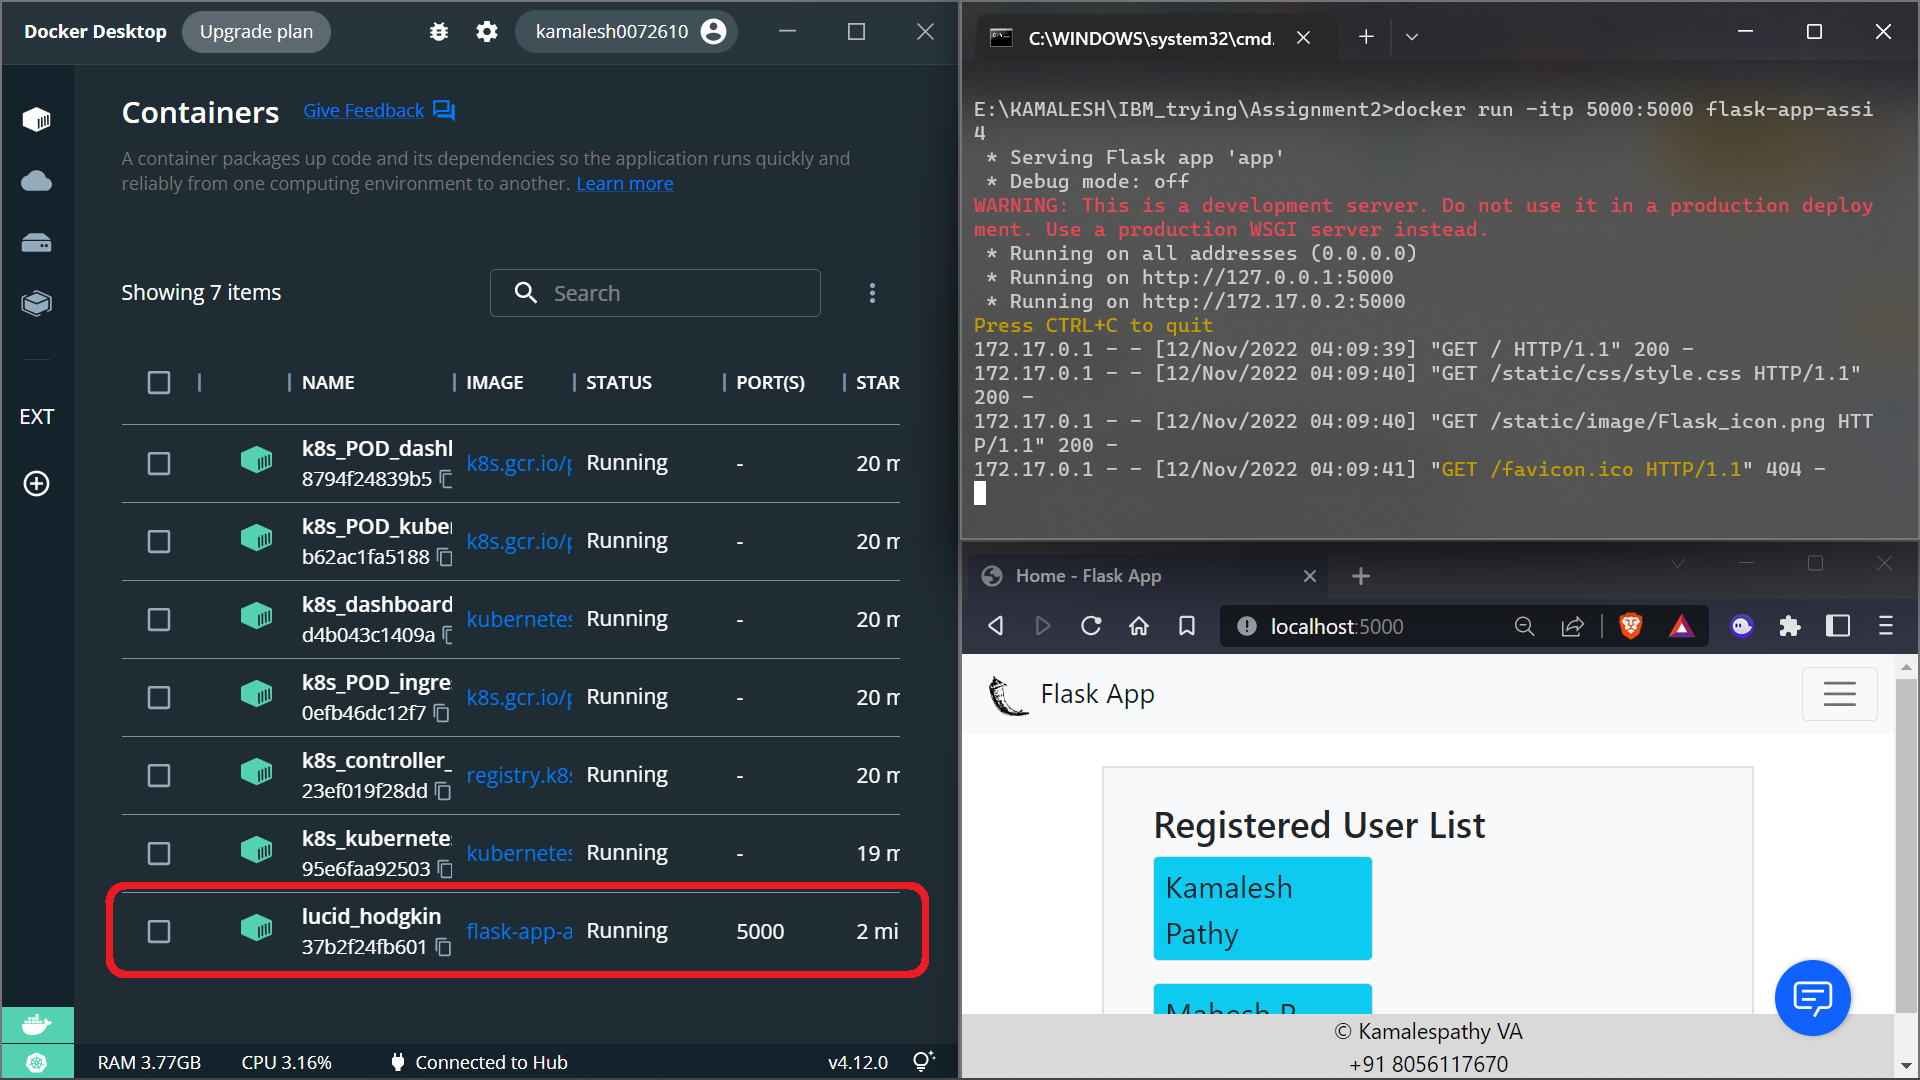 Docker Desktop
Upgrade plan
kamalesh0072610
Containers
Give Feedback
A container packages up code and its dependencies so the application runs quickly and
reliably from one computing environment to another. Learn more
Showing 7 items
Search
NAME IMAGE STATUS PORT(S) STAR
EXT
k8s_POD_dashl
8794f24839b5
k8s.gcr.io/p Running - 20 m
k8s_POD_kuber
b62ac1fa5188
k8s.gcr.io/p Running - 20 m
k8s_dashboard
d4b043c1409a
kubernetes Running - 20 m
k8s_POD_ingre
0efb46dc12f7
k8s.gcr.io/p Running - 20 m
k8s_controller_
23ef019f28dd
registry.k8s Running - 20 m
k8s_kubernetes
95e6faa92503
kubernetes Running - 19 m
lucid_hodgkin
37b2f24fb601
flask-app-a Running 5000 2 mi
RAM 3.77GB CPU 3.16% Connected to Hub v4.12.0
C:\WINDOWS\system32\cmd.
E:\KAMALESH\IBM_trying\Assignment2>docker run -itp 5000:5000 flask-app-assi
4
* Serving Flask app 'app'
* Debug mode: off
WARNING: This is a development server. Do not use it in a production deploy
ment. Use a production WSGI server instead.
* Running on all addresses (0.0.0.0)
* Running on http://127.0.0.1:5000
* Running on http://172.17.0.2:5000
Press CTRL+C to quit
172.17.0.1 - - [12/Nov/2022 04:09:39] "GET / HTTP/1.1" 200 -
172.17.0.1 - - [12/Nov/2022 04:09:40] "GET /static/css/style.css HTTP/1.1"
200 -
172.17.0.1 - - [12/Nov/2022 04:09:40] "GET /static/image/Flask_icon.png HTT
P/1.1" 200 -
172.17.0.1 - - [12/Nov/2022 04:09:41] "GET /favicon.ico HTTP/1.1" 404 -
Home - Flask App
localhost:5000
Flask App
Registered User List
Kamalesh
Pathy
Mahesh R
© Kamalespathy VA
+91 8056117670